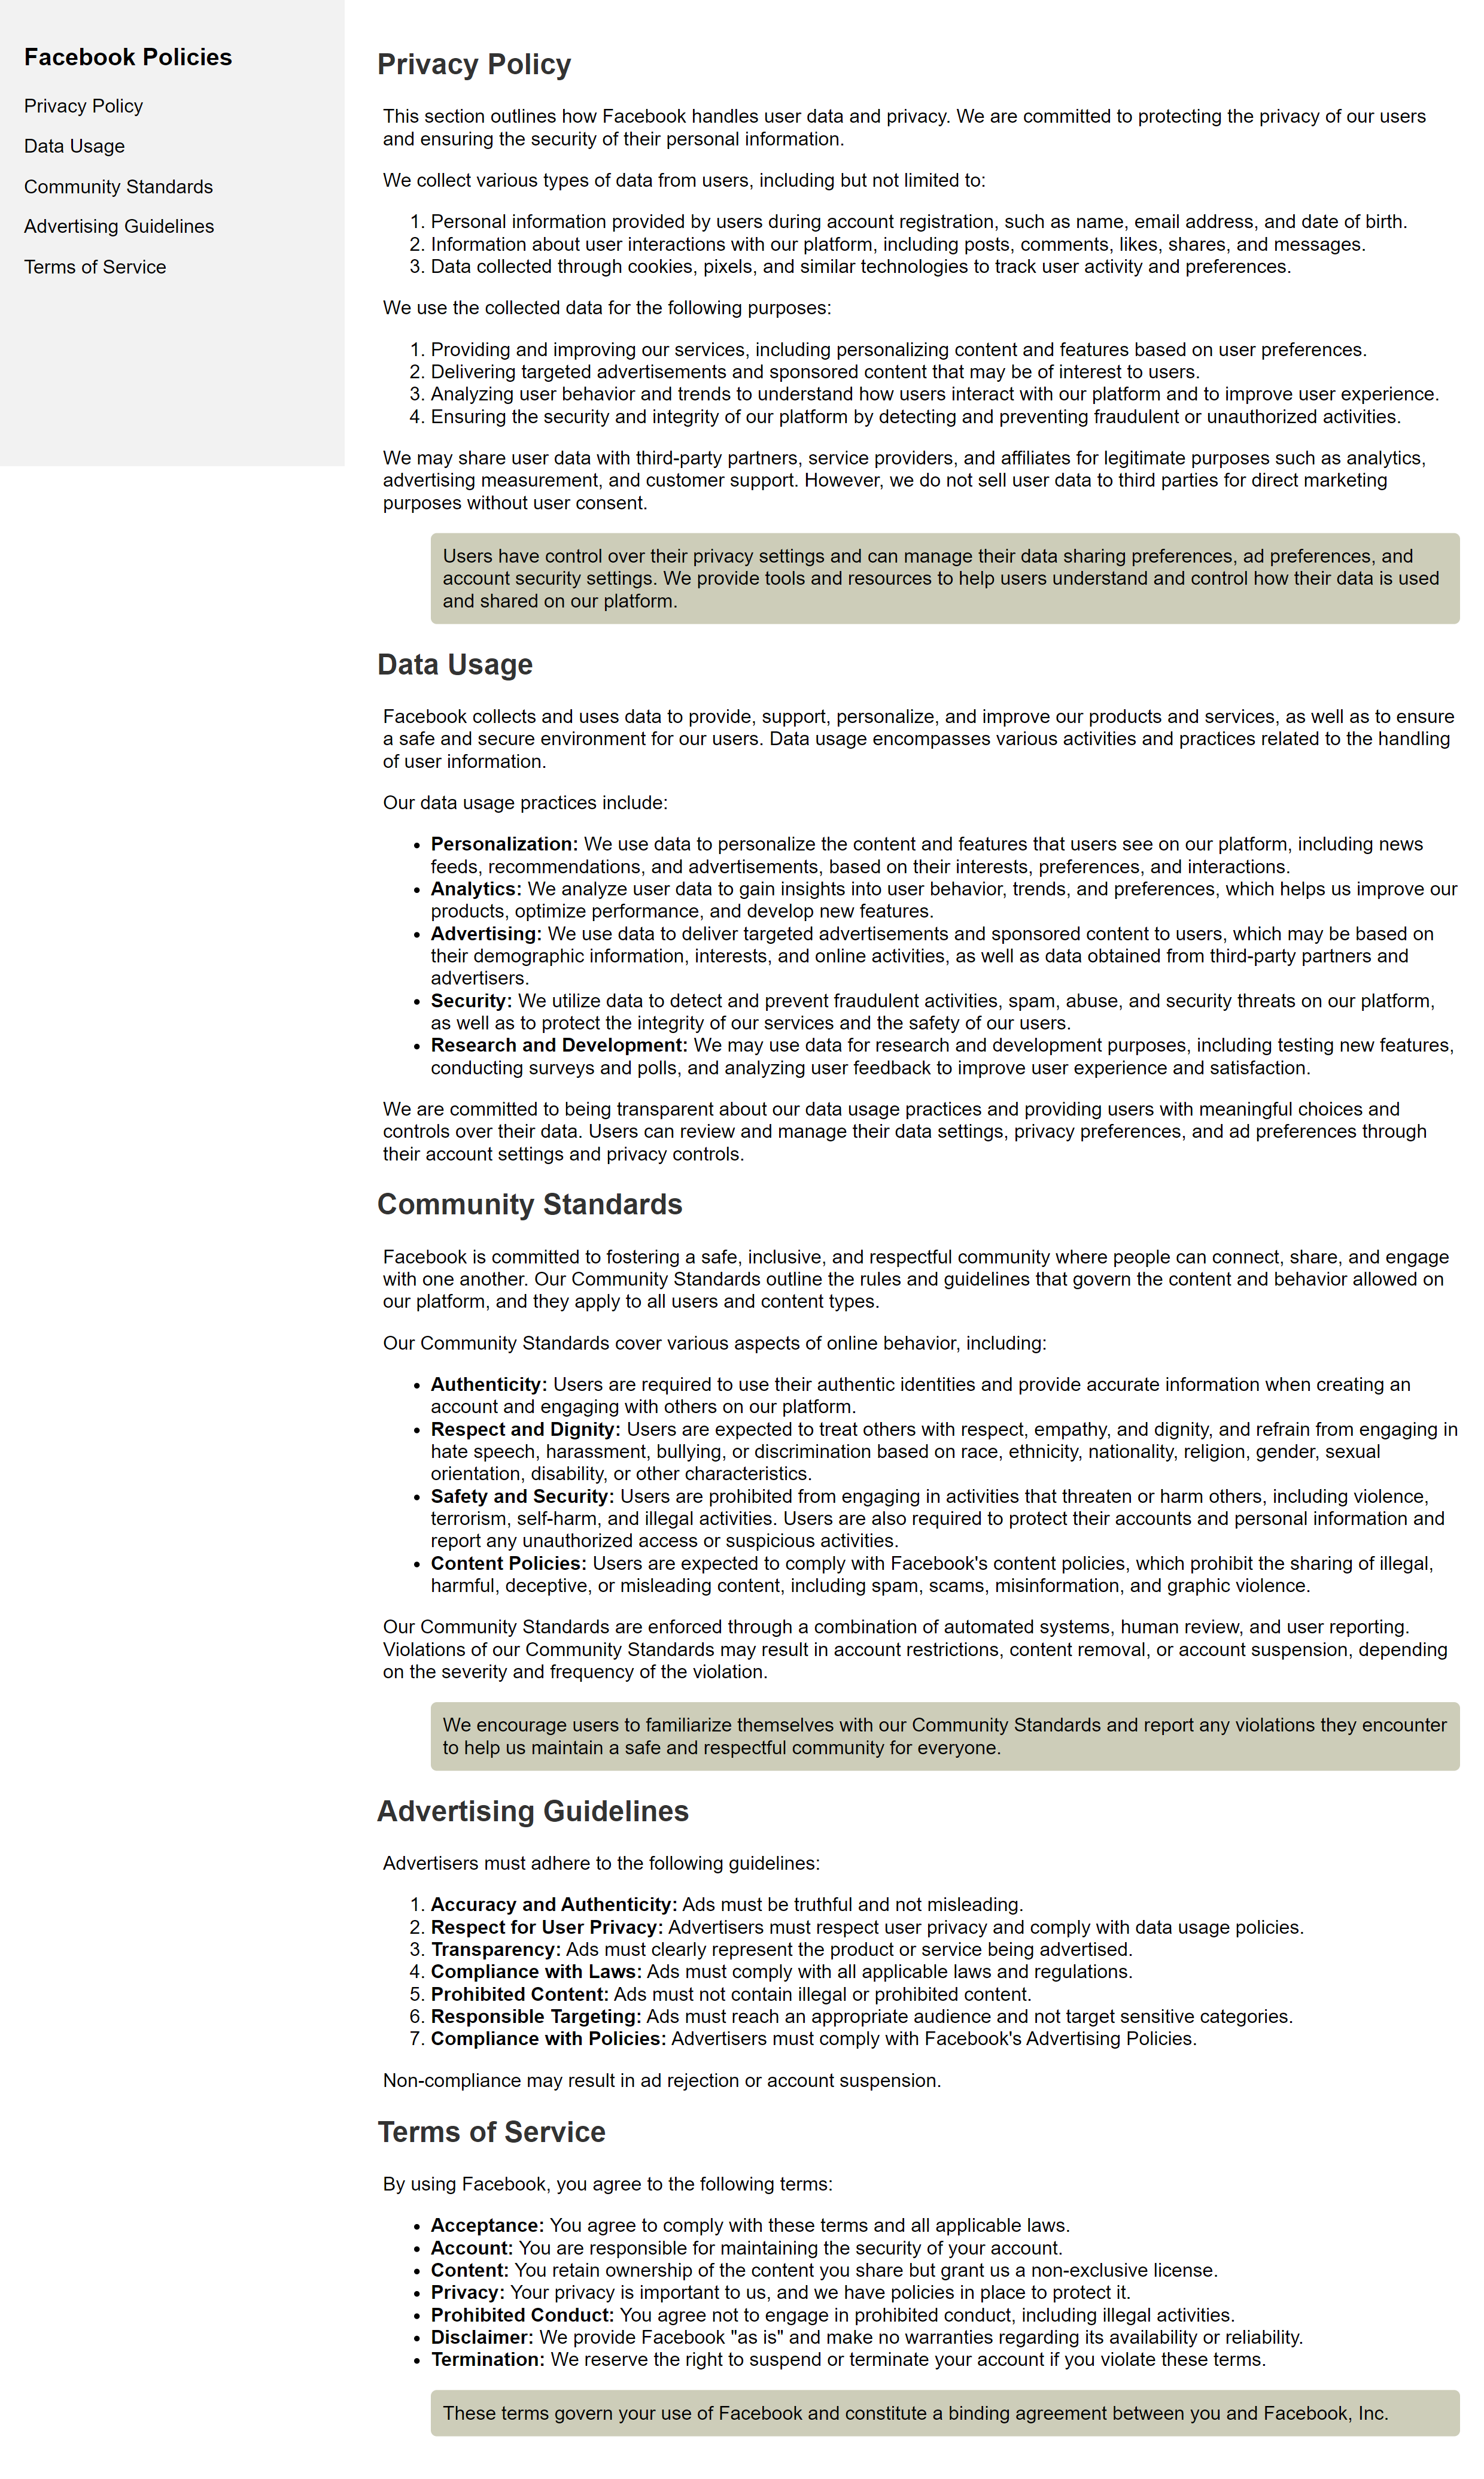 Facebook Policies
Privacy Policy
Data Usage
Community Standards
Advertising Guidelines
Terms of Service
Privacy Policy
This section outlines how Facebook handles user data and privacy. We are committed to protecting the privacy of our users
and ensuring the security of their personal information.
We collect various types of data from users, including but not limited to:
1. Personal information provided by users during account registration, such as name, email address, and date of birth.
2. Information about user interactions with our platform, including posts, comments, likes, shares, and messages.
3. Data collected through cookies, pixels, and similar technologies to track user activity and preferences.
We use the collected data for the following purposes:
1. Providing and improving our services, including personalizing content and features based on user preferences.
2. Delivering targeted advertisements and sponsored content that may be of interest to users.
3. Analyzing user behavior and trends to understand how users interact with our platform and to improve user experience.
4. Ensuring the security and integrity of our platform by detecting and preventing fraudulent or unauthorized activities.
We may share user data with third-party partners, service providers, and affiliates for legitimate purposes such as analytics,
advertising measurement, and customer support. However, we do not sell user data to third parties for direct marketing
purposes without user consent.
Users have control over their privacy settings and can manage their data sharing preferences, ad preferences, and
account security settings. We provide tools and resources to help users understand and control how their data is used
and shared on our platform.
Data Usage
Facebook collects and uses data to provide, support, personalize, and improve our products and services, as well as to ensure
a safe and secure environment for our users. Data usage encompasses various activities and practices related to the handling
of user information.
Our data usage practices include:
• Personalization: We use data to personalize the content and features that users see on our platform, including news
feeds, recommendations, and advertisements, based on their interests, preferences, and interactions.
• Analytics: We analyze user data to gain insights into user behavior, trends, and preferences, which helps us improve our
products, optimize performance, and develop new features.
• Advertising: We use data to deliver targeted advertisements and sponsored content to users, which may be based on
their demographic information, interests, and online activities, as well as data obtained from third-party partners and
advertisers.
• Security: We utilize data to detect and prevent fraudulent activities, spam, abuse, and security threats on our platform,
as well as to protect the integrity of our services and the safety of our users.
• Research and Development: We may use data for research and development purposes, including testing new features,
conducting surveys and polls, and analyzing user feedback to improve user experience and satisfaction.
We are committed to being transparent about our data usage practices and providing users with meaningful choices and
controls over their data. Users can review and manage their data settings, privacy preferences, and ad preferences through
their account settings and privacy controls.
Community Standards
Facebook is committed to fostering a safe, inclusive, and respectful community where people can connect, share, and engage
with one another. Our Community Standards outline the rules and guidelines that govern the content and behavior allowed on
our platform, and they apply to all users and content types.
Our Community Standards cover various aspects of online behavior, including:
• Authenticity: Users are required to use their authentic identities and provide accurate information when creating an
account and engaging with others on our platform.
• Respect and Dignity: Users are expected to treat others with respect, empathy, and dignity, and refrain from engaging in
hate speech, harassment, bullying, or discrimination based on race, ethnicity, nationality, religion, gender, sexual
orientation, disability, or other characteristics.
• Safety and Security: Users are prohibited from engaging in activities that threaten or harm others, including violence,
terrorism, self-harm, and illegal activities. Users are also required to protect their accounts and personal information and
report any unauthorized access or suspicious activities.
• Content Policies: Users are expected to comply with Facebook's content policies, which prohibit the sharing of illegal,
harmful, deceptive, or misleading content, including spam, scams, misinformation, and graphic violence.
Our Community Standards are enforced through a combination of automated systems, human review, and user reporting.
Violations of our Community Standards may result in account restrictions, content removal, or account suspension, depending
on the severity and frequency of the violation.
We encourage users to familiarize themselves with our Community Standards and report any violations they encounter
to help us maintain a safe and respectful community for everyone.
Advertising Guidelines
Advertisers must adhere to the following guidelines:
1. Accuracy and Authenticity: Ads must be truthful and not misleading.
2. Respect for User Privacy: Advertisers must respect user privacy and comply with data usage policies.
3. Transparency: Ads must clearly represent the product or service being advertised.
4. Compliance with Laws: Ads must comply with all applicable laws and regulations.
5. Prohibited Content: Ads must not contain illegal or prohibited content.
6. Responsible Targeting: Ads must reach an appropriate audience and not target sensitive categories.
7. Compliance with Policies: Advertisers must comply with Facebook's Advertising Policies.
Non-compliance may result in ad rejection or account suspension.
Terms of Service
By using Facebook, you agree to the following terms:
• Acceptance: You agree to comply with these terms and all applicable laws.
• Account: You are responsible for maintaining the security of your account.
• Content: You retain ownership of the content you share but grant us a non-exclusive license.
• Privacy: Your privacy is important to us, and we have policies in place to protect it.
• Prohibited Conduct: You agree not to engage in prohibited conduct, including illegal activities.
• Disclaimer: We provide Facebook "as is" and make no warranties regarding its availability or reliability.
• Termination: We reserve the right to suspend or terminate your account if you violate these terms.
These terms govern your use of Facebook and constitute a binding agreement between you and Facebook, Inc.